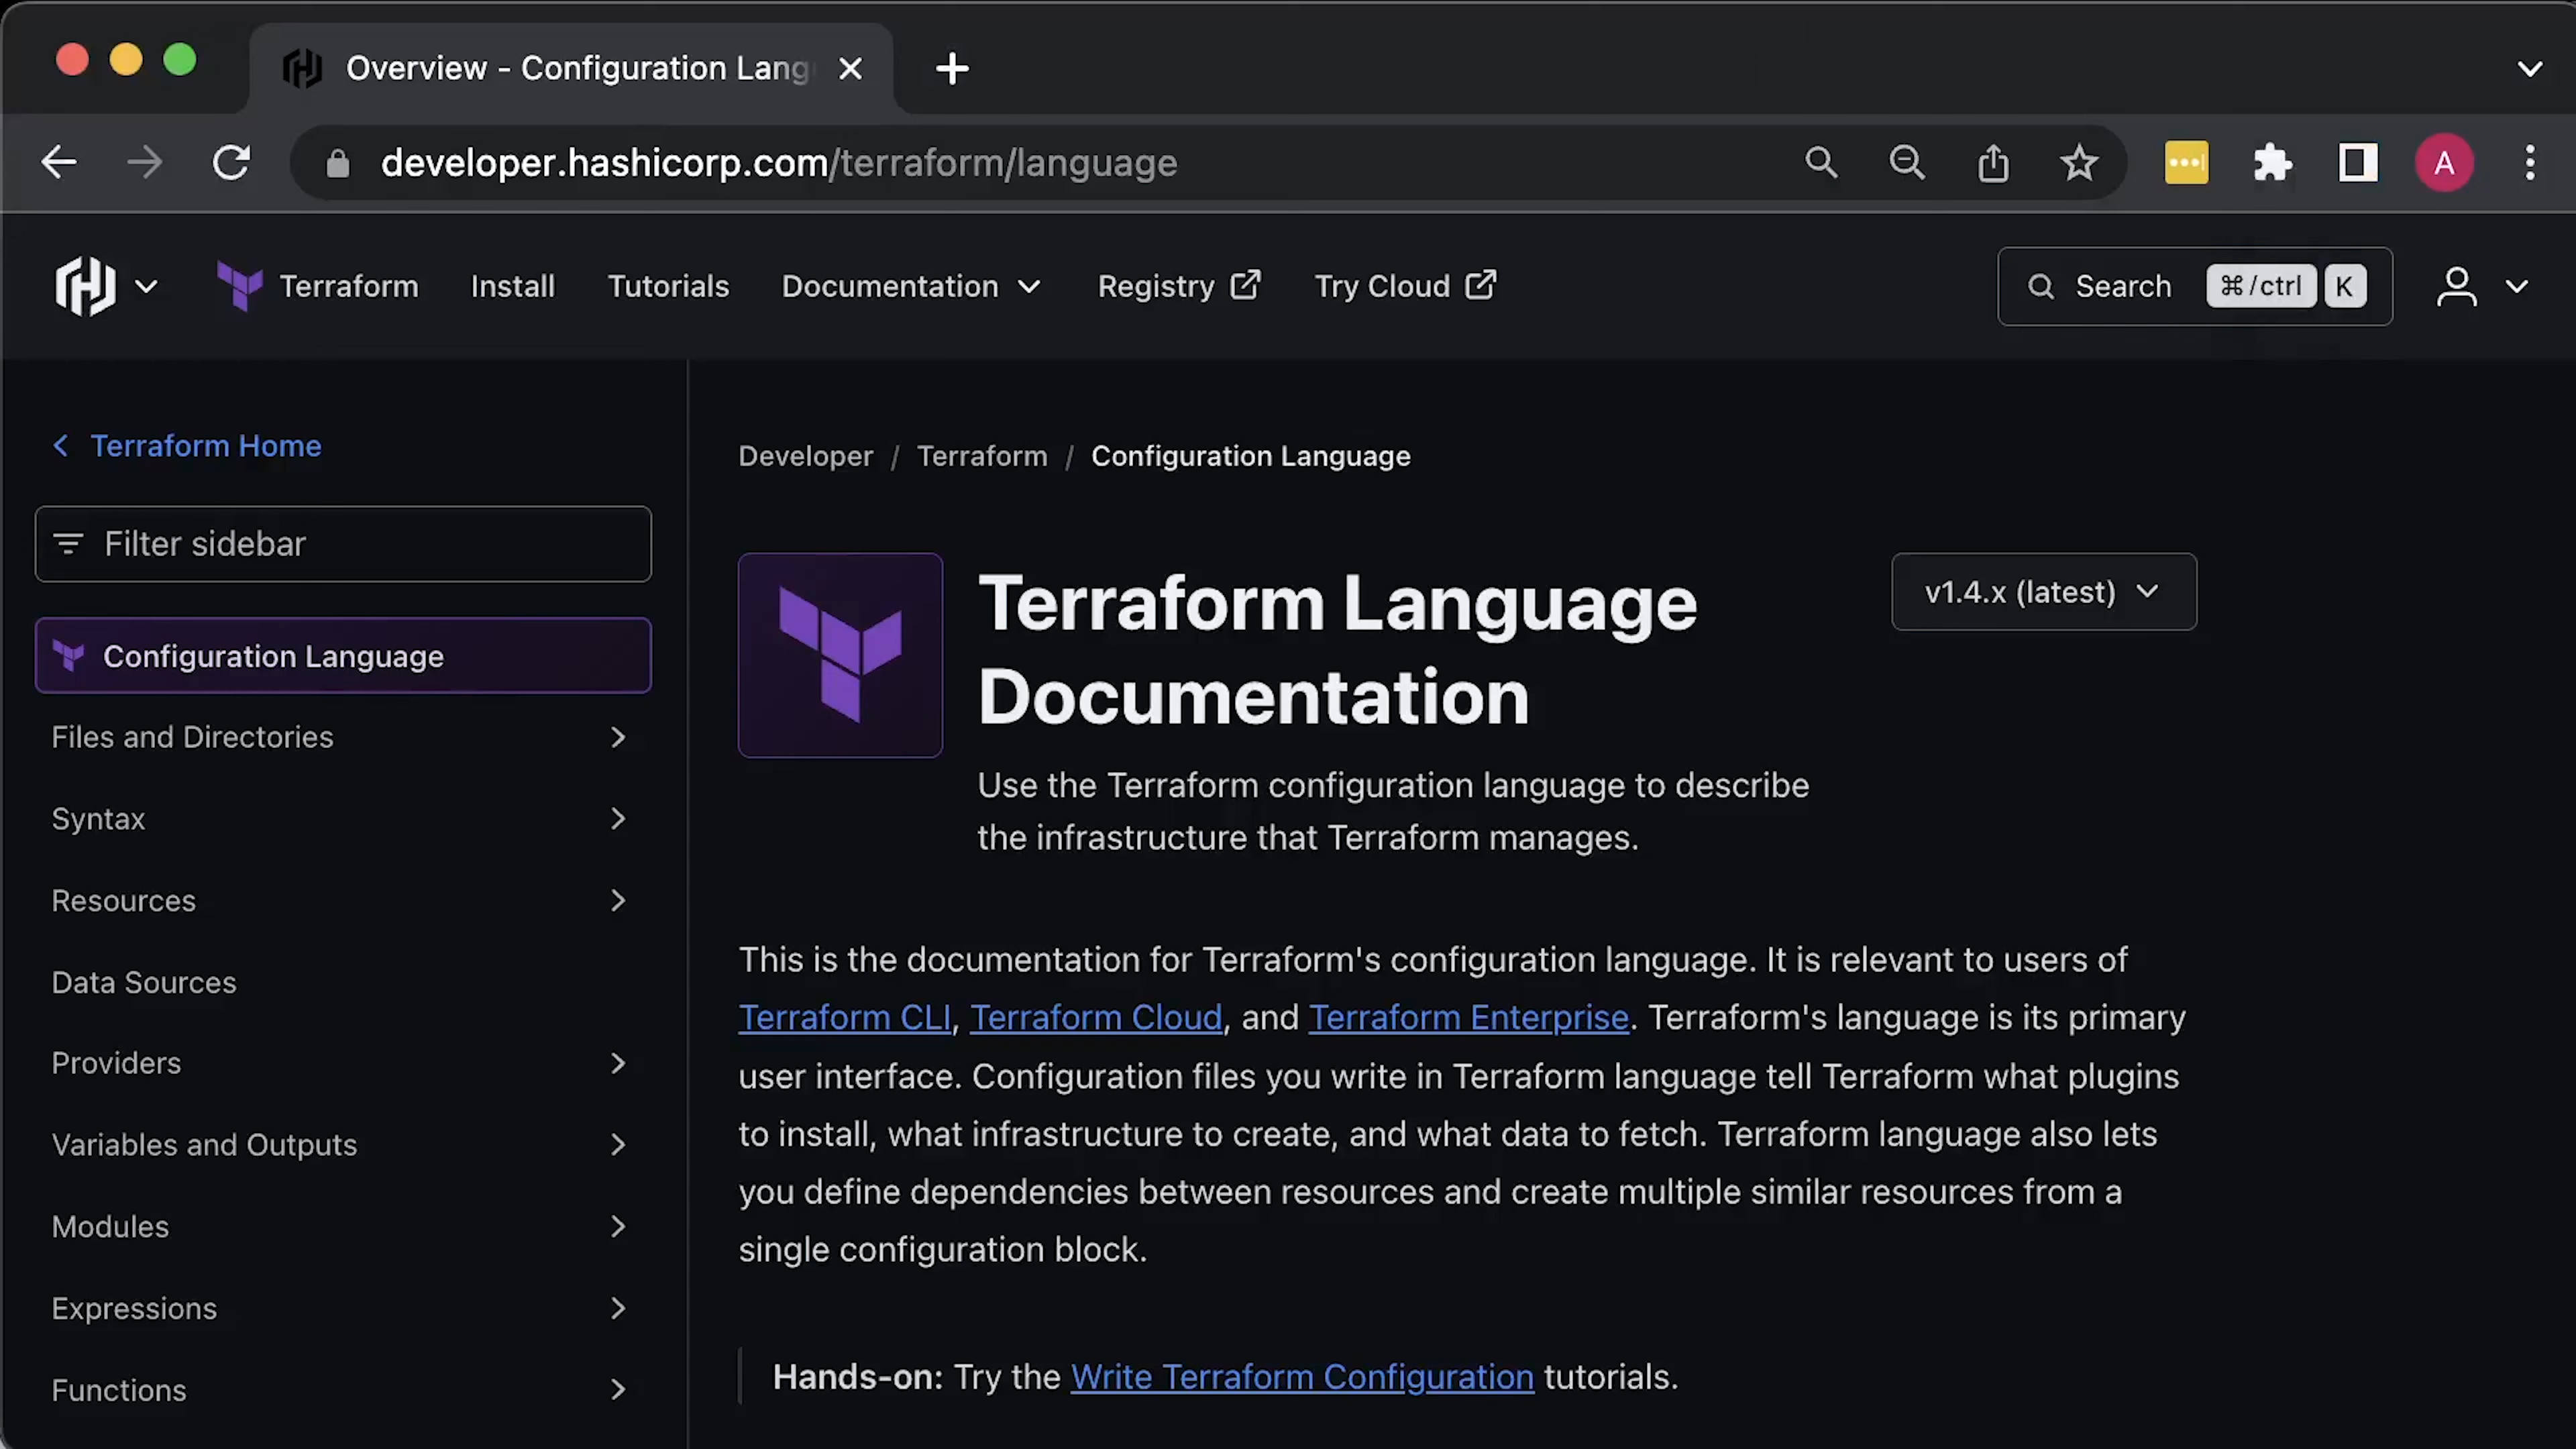 Overview - Configuration Lang
developer.hashicorp.com/terraform/language
A
Terraform
Install
Tutorials
Documentation
Registry
Try Cloud
Search
⌘/ctrl
K
Terraform Home
Filter sidebar
Configuration Language
Files and Directories
Syntax
Resources
Data Sources
Providers
Variables and Outputs
Modules
Expressions
Functions
Developer / Terraform / Configuration Language
Terraform Language
Documentation
v1.4.x (latest)
Use the Terraform configuration language to describe
the infrastructure that Terraform manages.
This is the documentation for Terraform's configuration language. It is relevant to users of
Terraform CLI, Terraform Cloud, and Terraform Enterprise. Terraform's language is its primary
user interface. Configuration files you write in Terraform language tell Terraform what plugins
to install, what infrastructure to create, and what data to fetch. Terraform language also lets
you define dependencies between resources and create multiple similar resources from a
single configuration block.
Hands-on: Try the Write Terraform Configuration tutorials.